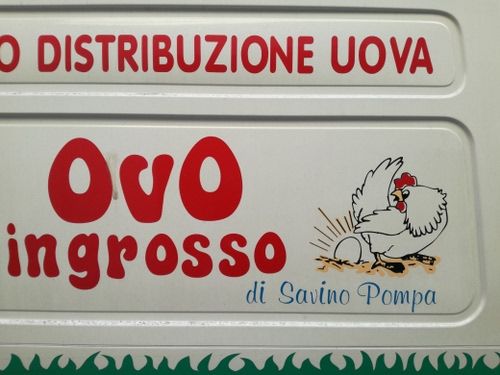 O DISTRIBUZIONE UOVA
OvO
ingrosso
di Savino Pompa